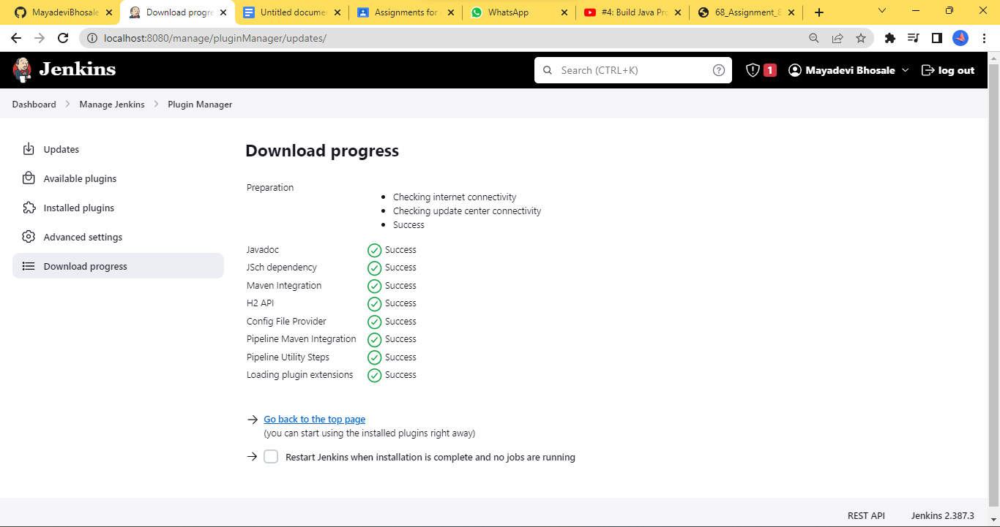 MayadeviBhosale
Download progre
Untitled docume
Assignments for
WhatsApp
#4: Build Java Pro
68_Assignment_8
localhost:8080/manage/pluginManager/updates/
Jenkins
Search (CTRL+K)
1
Mayadevi Bhosale
log out
Dashboard
Manage Jenkins
Plugin Manager
Updates
Available plugins
Installed plugins
Advanced settings
Download progress
Download progress
Preparation
Checking internet connectivity
Checking update center connectivity
Success
Javadoc Success
JSch dependency Success
Maven Integration Success
H2 API Success
Config File Provider Success
Pipeline Maven Integration Success
Pipeline Utility Steps Success
Loading plugin extensions Success
Go back to the top page
(you can start using the installed plugins right away)
Restart Jenkins when installation is complete and no jobs are running
REST API
Jenkins 2.387.3